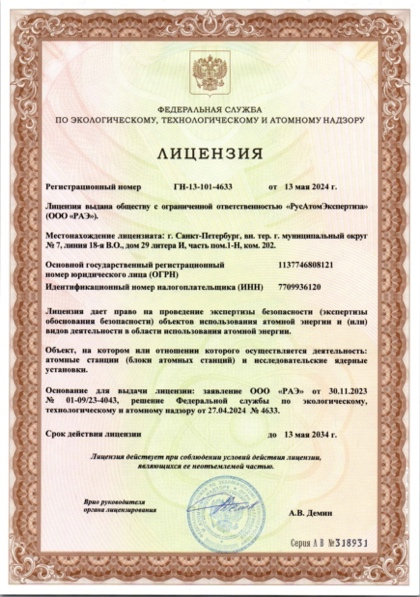 ФЕДЕРАЛЬНАЯ СЛУЖБА
ПО ЭКОЛОГИЧЕСКОМУ, ТЕХНОЛОГИЧЕСКОМУ И АТОМНОМУ НАДЗОРУ
ЛИЦЕНЗИЯ
Регистрационный номер ГН-13-101-4633 от 13 мая 2024 г.
Лицензия выдана обществу с ограниченной ответственностью «РусАтомЭкспертиза»
(ООО «РАЭ»).
Местонахождение лицензиата: г. Санкт-Петербург, вн. тер. г. муниципальный округ
№ 7, линия 18-я В.О., дом 29 литера И, часть пом.1-Н, ком. 202.
Основной государственный регистрационный 1137746808121
номер юридического лица (ОГРН)
Идентификационный номер налогоплательщика (ИНН) 7709936120
Лицензия дает право на проведение экспертизы безопасности (экспертизы
обоснования безопасности) объектов использования атомной энергии и (или)
видов деятельности в области использования атомной энергии.
Объект, на котором или отношении которого осуществляется деятельность:
атомные станции (блоки атомных станций) и исследовательские ядерные
установки.
Основание для выдачи лицензии: заявление ООО «РАЭ» от 30.11.2023
№ 01-09/23-4043, решение Федеральной службы по экологическому,
технологическому и атомному надзору от 27.04.2024 № 4633.
Срок действия лицензии до 13 мая 2034 г.
Лицензия действует при соблюдении условий действия лицензии,
являющихся ее неотъемлемой частью.
Врио руководителя
органа лицензирования А.В. Демин
Серия А В №318931